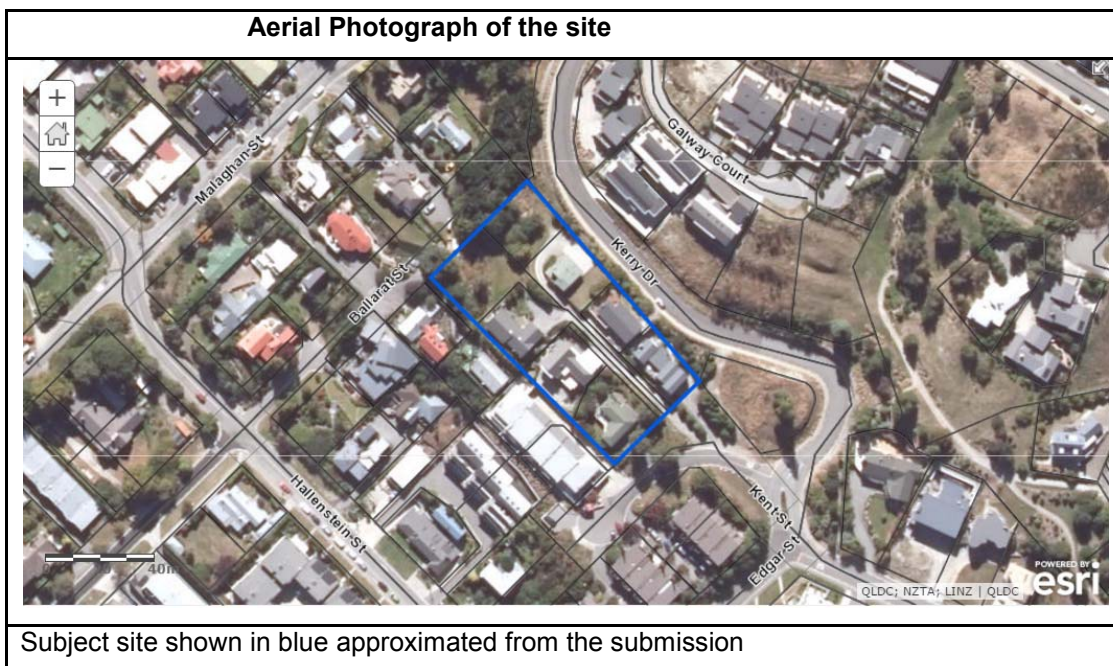 Aerial Photograph of the site
+
−
Malaghan-St
Galway-Court
Kerry-Dr
Ballarat-St
Hallenstein-St
Kent-St
Edgar-St
POWERED BY
esri
QLDC; NZTA; LINZ | QLDC
Subject site shown in blue approximated from the submission